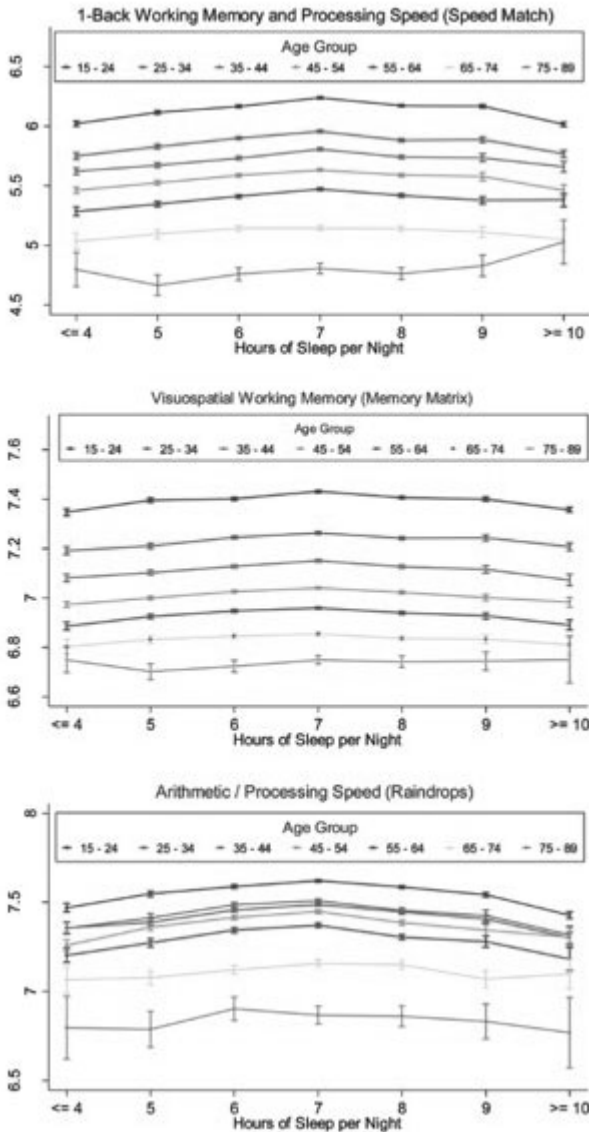 1-Back Working Memory and Processing Speed (Speed Match)
Age Group
15 - 24 25 - 34 35 - 44 45 - 54 55 - 64 65 - 74 75 - 89
6.5
6
5.5
5
4.5
<= 4 5 6 7 8 9 >= 10
Hours of Sleep per Night
Visuospatial Working Memory (Memory Matrix)
Age Group
15 - 24 25 - 34 35 - 44 45 - 54 55 - 64 65 - 74 75 - 89
7.6
7.4
7.2
7
6.8
6.6
<= 4 5 6 7 8 9 >= 10
Hours of Sleep per Night
Arithmetic / Processing Speed (Raindrops)
8
Age Group
15 - 24 25 - 34 35 - 44 45 - 54 55 - 64 65 - 74 75 - 89
7.5
7
6.5
<= 4 5 6 7 8 9 >= 10
Hours of Sleep per Night